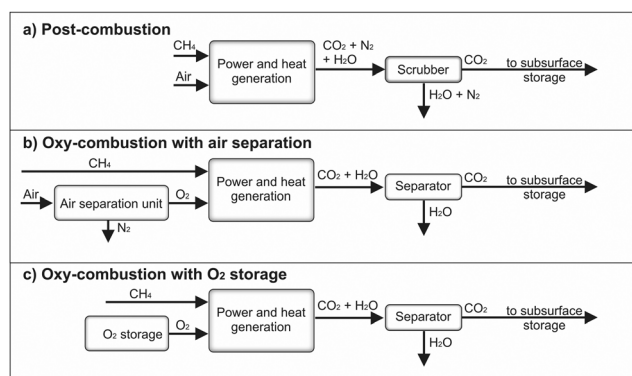 a) Post-combustion
CH₄
Air
Power and heat
generation
CO₂ + N₂
+ H₂O
Scrubber
CO₂
to subsurface
storage
H₂O + N₂
b) Oxy-combustion with air separation
CH₄
Air
Air separation unit
O₂
N₂
Power and heat
generation
CO₂ + H₂O
Separator
CO₂
to subsurface
storage
H₂O
c) Oxy-combustion with O₂ storage
CH₄
O₂ storage
O₂
Power and heat
generation
CO₂ + H₂O
Separator
CO₂
to subsurface
storage
H₂O